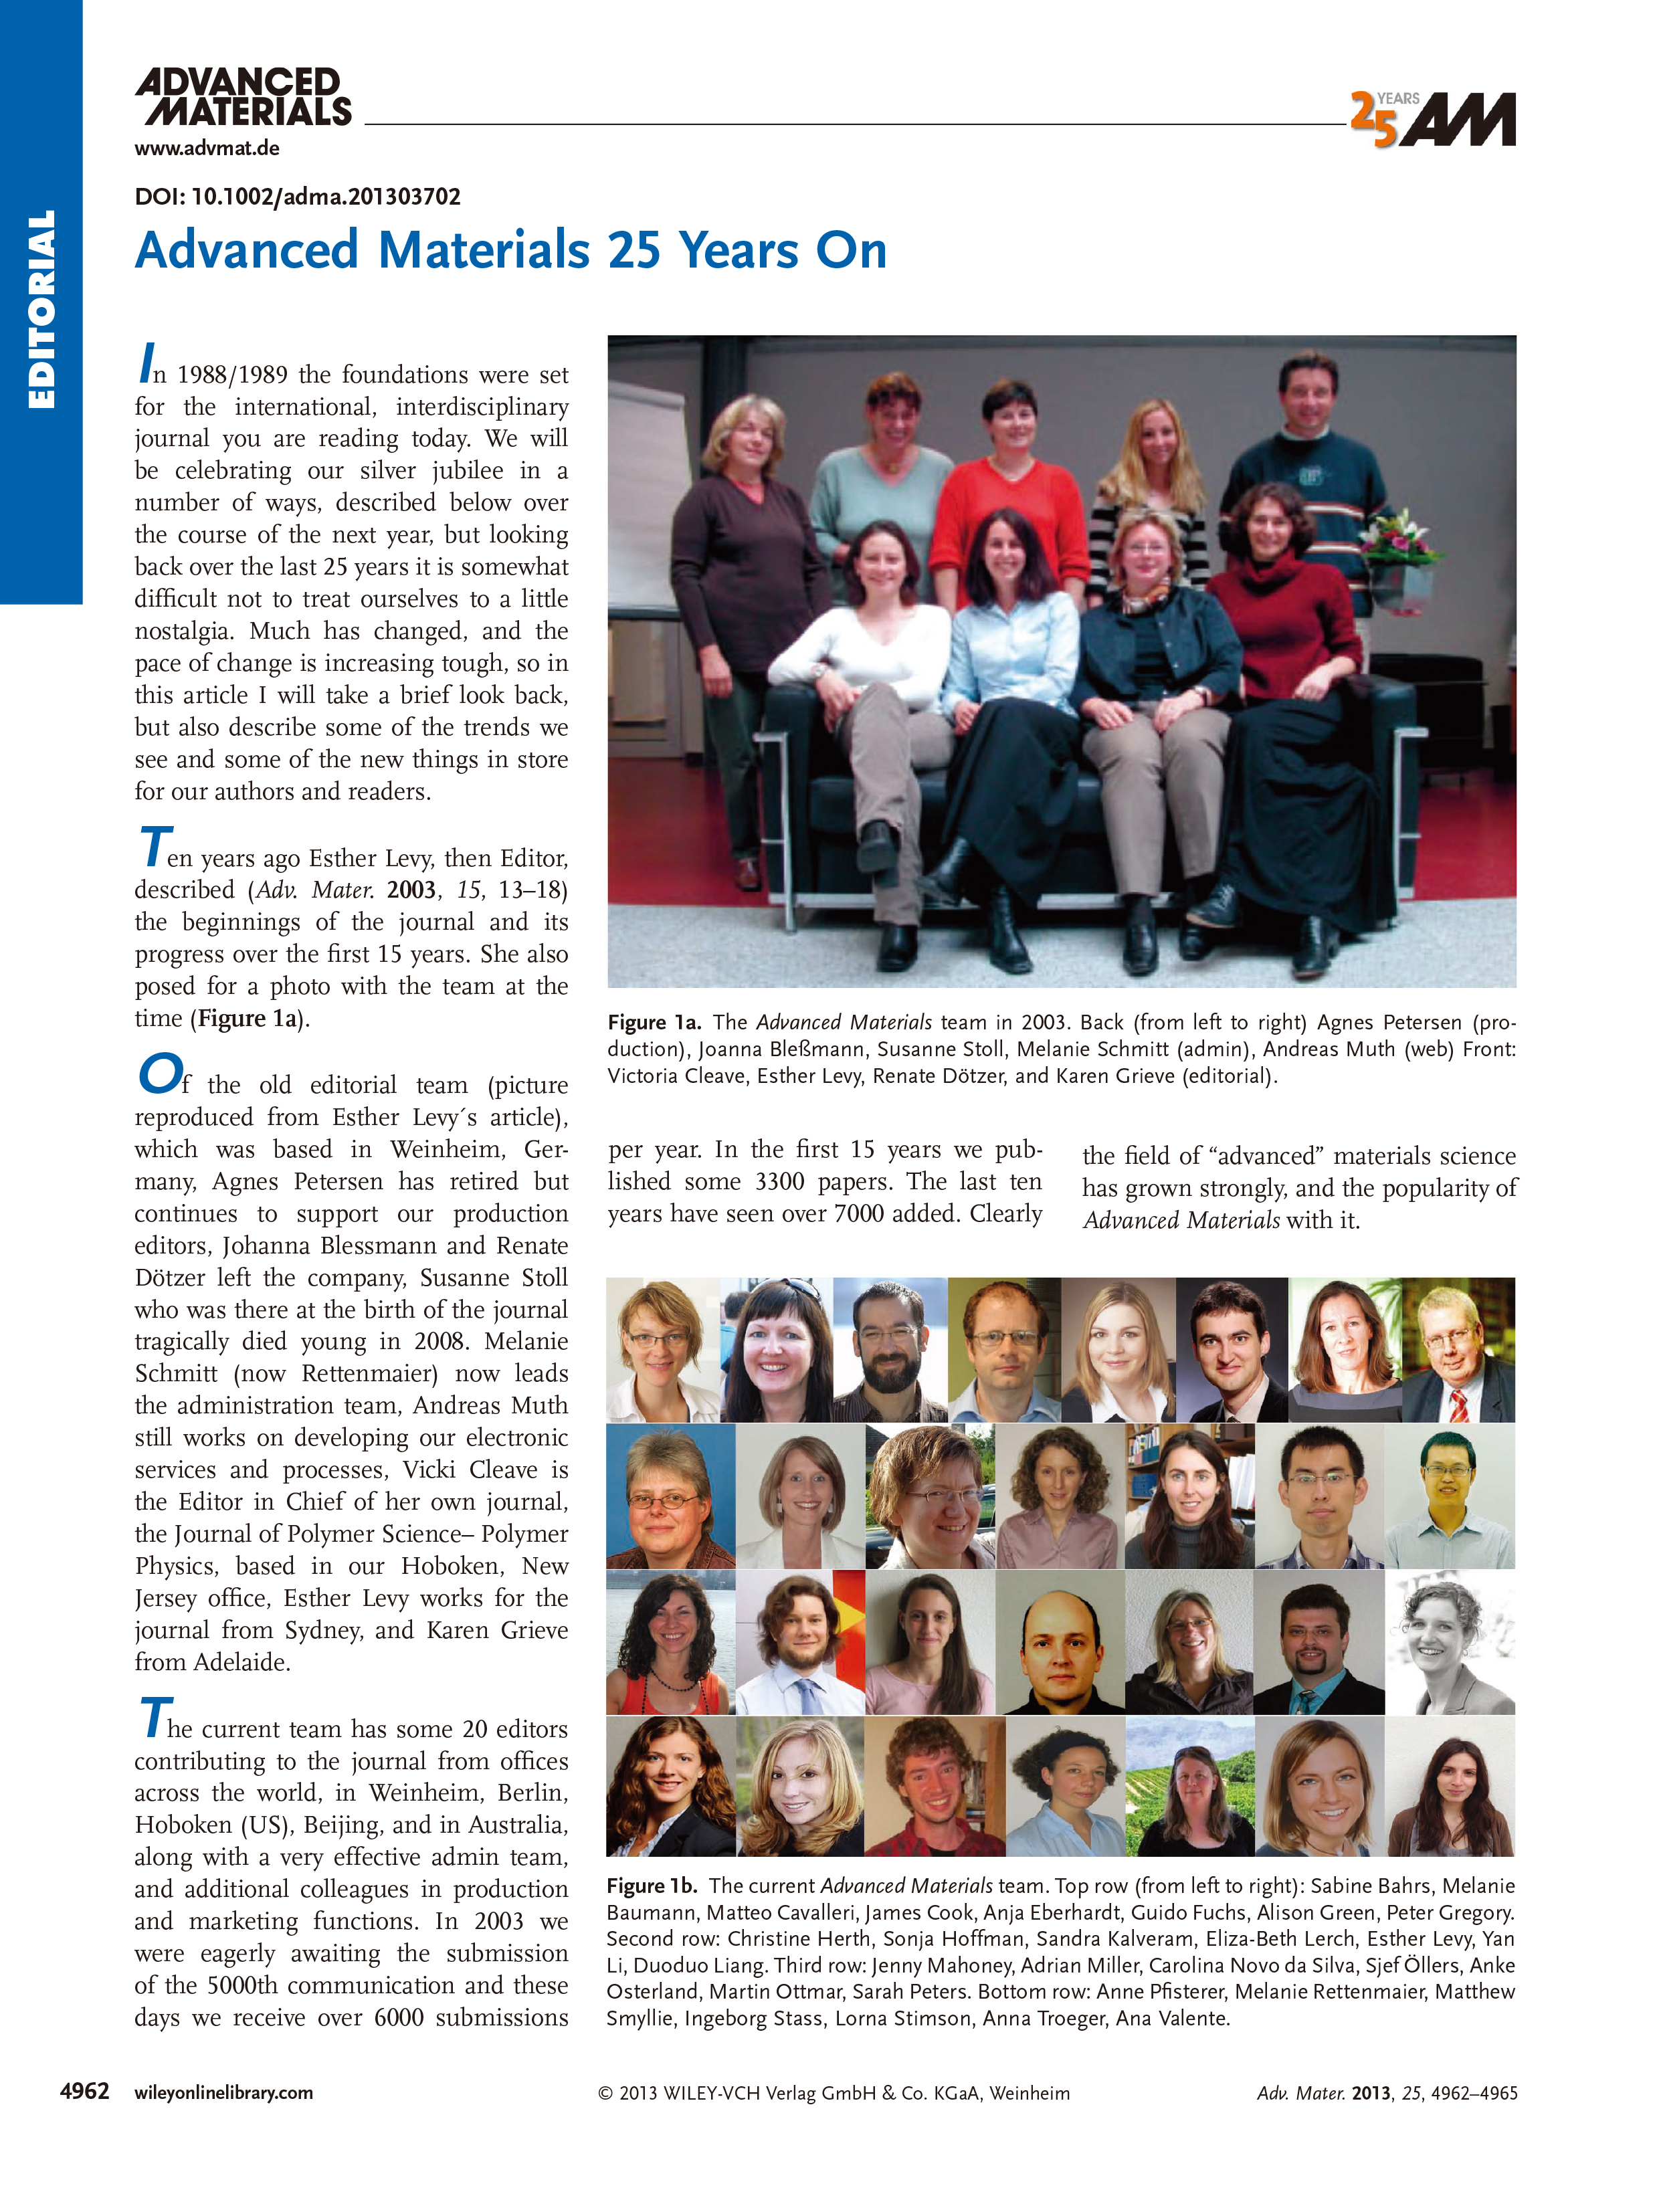 EDITORIAL
ADVANCED
MATERIALS
www.advmat.de
25 YEARS AM
DOI: 10.1002/adma.201303702
Advanced Materials 25 Years On
In 1988/1989 the foundations were set
for the international, interdisciplinary
journal you are reading today. We will
be celebrating our silver jubilee in a
number of ways, described below over
the course of the next year, but looking
back over the last 25 years it is somewhat
difficult not to treat ourselves to a little
nostalgia. Much has changed, and the
pace of change is increasing tough, so in
this article I will take a brief look back,
but also describe some of the trends we
see and some of the new things in store
for our authors and readers.
Ten years ago Esther Levy, then Editor,
described (Adv. Mater. 2003, 15, 13–18)
the beginnings of the journal and its
progress over the first 15 years. She also
posed for a photo with the team at the
time (Figure 1a).
Of the old editorial team (picture
reproduced from Esther Levy´s article),
which was based in Weinheim, Ger-
many, Agnes Petersen has retired but
continues to support our production
editors, Johanna Blessmann and Renate
Dötzer left the company, Susanne Stoll
who was there at the birth of the journal
tragically died young in 2008. Melanie
Schmitt (now Rettenmaier) now leads
the administration team, Andreas Muth
still works on developing our electronic
services and processes, Vicki Cleave is
the Editor in Chief of her own journal,
the Journal of Polymer Science– Polymer
Physics, based in our Hoboken, New
Jersey office, Esther Levy works for the
journal from Sydney, and Karen Grieve
from Adelaide.
The current team has some 20 editors
contributing to the journal from offices
across the world, in Weinheim, Berlin,
Hoboken (US), Beijing, and in Australia,
along with a very effective admin team,
and additional colleagues in production
and marketing functions. In 2003 we
were eagerly awaiting the submission
of the 5000th communication and these
days we receive over 6000 submissions
Figure 1a. The Advanced Materials team in 2003. Back (from left to right) Agnes Petersen (pro-
duction), Joanna Bleßmann, Susanne Stoll, Melanie Schmitt (admin), Andreas Muth (web) Front:
Victoria Cleave, Esther Levy, Renate Dötzer, and Karen Grieve (editorial).
per year. In the first 15 years we pub-
lished some 3300 papers. The last ten
years have seen over 7000 added. Clearly
the field of “advanced” materials science
has grown strongly, and the popularity of
Advanced Materials with it.
Figure 1b. The current Advanced Materials team. Top row (from left to right): Sabine Bahrs, Melanie
Baumann, Matteo Cavalleri, James Cook, Anja Eberhardt, Guido Fuchs, Alison Green, Peter Gregory.
Second row: Christine Herth, Sonja Hoffman, Sandra Kalveram, Eliza-Beth Lerch, Esther Levy, Yan
Li, Duoduo Liang. Third row: Jenny Mahoney, Adrian Miller, Carolina Novo da Silva, Sjef Öllers, Anke
Osterland, Martin Ottmar, Sarah Peters. Bottom row: Anne Pfisterer, Melanie Rettenmaier, Matthew
Smyllie, Ingeborg Stass, Lorna Stimson, Anna Troeger, Ana Valente.
4962 wileyonlinelibrary.com
© 2013 WILEY-VCH Verlag GmbH & Co. KGaA, Weinheim
Adv. Mater. 2013, 25, 4962–4965